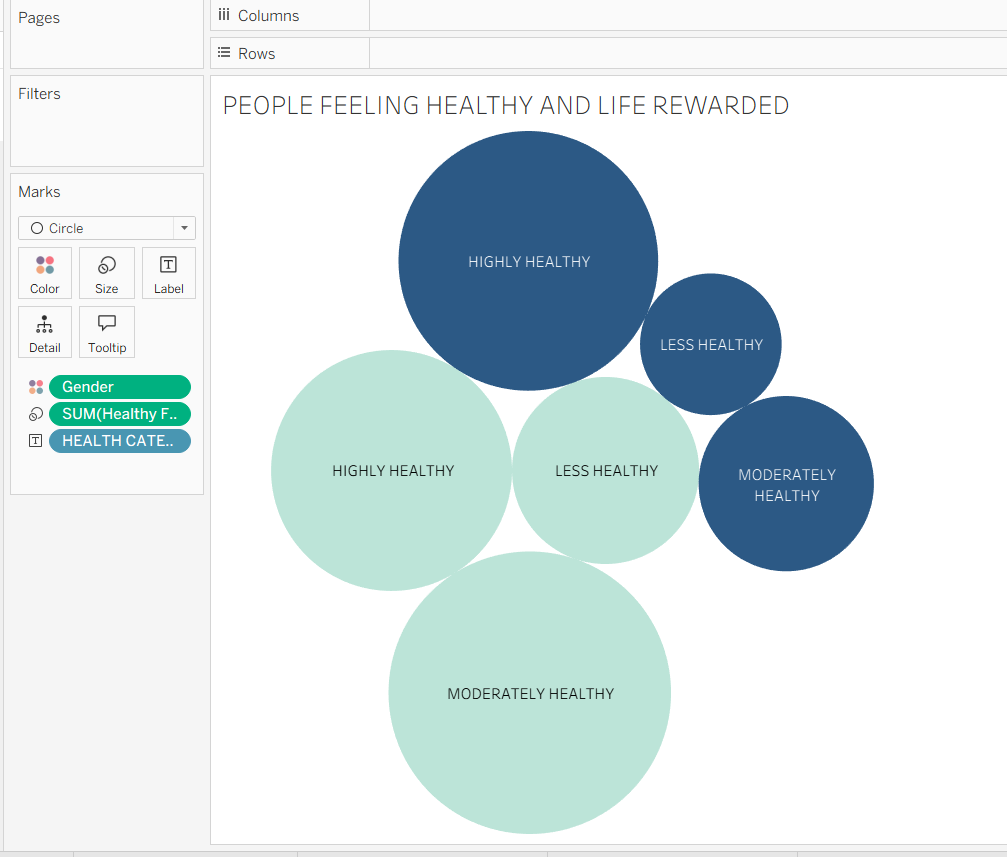 Pages
Columns
Rows
Filters
PEOPLE FEELING HEALTHY AND LIFE REWARDED
Marks
Circle
Color
Size
Label
Detail
Tooltip
Gender
SUM(Healthy F..
HEALTH CATE..
HIGHLY HEALTHY
LESS HEALTHY
HIGHLY HEALTHY
LESS HEALTHY
MODERATELY
HEALTHY
MODERATELY HEALTHY